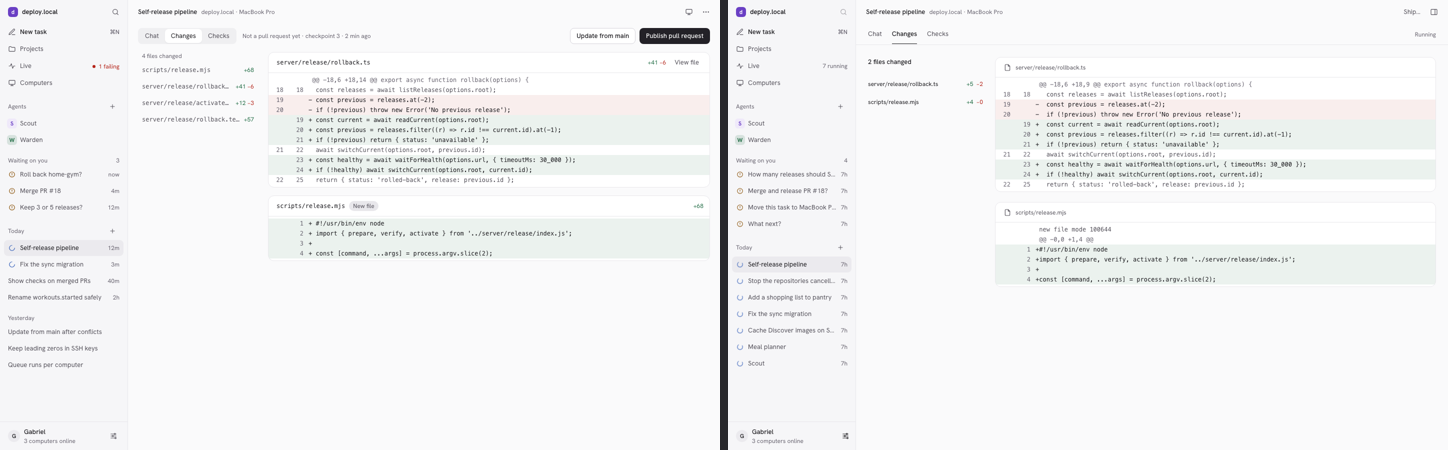 deploy.local
New task ⌘N
Projects
Live 1 failing
Computers
Agents
S Scout
W Warden
Waiting on you 3
Roll back home-gym? now
Merge PR #18 4m
Keep 3 or 5 releases? 12m
Today
Self-release pipeline 12m
Fix the sync migration 3m
Show checks on merged PRs 40m
Rename workouts.started safely 2h
Yesterday
Update from main after conflicts
Keep leading zeros in SSH keys
Queue runs per computer
G Gabriel
3 computers online
Self-release pipeline deploy.local · MacBook Pro
Chat Changes Checks Not a pull request yet · checkpoint 3 · 2 min ago Update from main Publish pull request
4 files changed
scripts/release.mjs +68
server/release/rollback... +41 -6
server/release/activate... +12 -3
server/release/rollback.te... +57
server/release/rollback.ts +41 -6 View file
@@ -18,6 +18,14 @@ export async function rollback(options) {
18 18 const releases = await listReleases(options.root);
19 - const previous = releases.at(-2);
20 - if (!previous) throw new Error('No previous release');
19 + const current = await readCurrent(options.root);
20 + const previous = releases.filter((r) => r.id !== current.id).at(-1);
21 + if (!previous) return { status: 'unavailable' };
21 22 await switchCurrent(options.root, previous.id);
23 + const healthy = await waitForHealth(options.url, { timeoutMs: 30_000 });
24 + if (!healthy) await switchCurrent(options.root, current.id);
22 25 return { status: 'rolled-back', release: previous.id };
scripts/release.mjs New file +68
1 + #!/usr/bin/env node
2 + import { prepare, verify, activate } from '../server/release/index.js';
3 +
4 + const [command, ...args] = process.argv.slice(2);
deploy.local
New task ⌘N
Projects
Live 7 running
Computers
Agents
S Scout
W Warden
Waiting on you 4
How many releases should S...
Merge and release PR #18?
Move this task to MacBook P...
What next?
Today
Self-release pipeline 7h
Stop the repositories cancell... 7h
Add a shopping list to pantry 7h
Fix the sync migration 7h
Cache Discover images on S... 7h
Meal planner 7h
Scout 7h
G Gabriel
3 computers online
Self-release pipeline deploy.local · MacBook Pro Ship...
Chat Changes Checks Running
2 files changed
server/release/rollback.ts +5 -2
scripts/release.mjs +4 -0
server/release/rollback.ts
@@ -18,6 +18,9 @@ export async function rollback(options) {
18 18 const releases = await listReleases(options.root);
19 - const previous = releases.at(-2);
20 - if (!previous) throw new Error('No previous release');
19 + const current = await readCurrent(options.root);
20 + const previous = releases.filter((r) => r.id !== current.id).at(-1);
21 + if (!previous) return { status: 'unavailable' };
21 22 await switchCurrent(options.root, previous.id);
23 + const healthy = await waitForHealth(options.url, { timeoutMs: 30_000 });
24 + if (!healthy) await switchCurrent(options.root, current.id);
22 25 return { status: 'rolled-back', release: previous.id };
scripts/release.mjs
new file mode 100644
@@ -0,0 +1,4 @@
1 +#!/usr/bin/env node
2 +import { prepare, verify, activate } from '../server/release/index.js';
3 +
4 +const [command, ...args] = process.argv.slice(2);